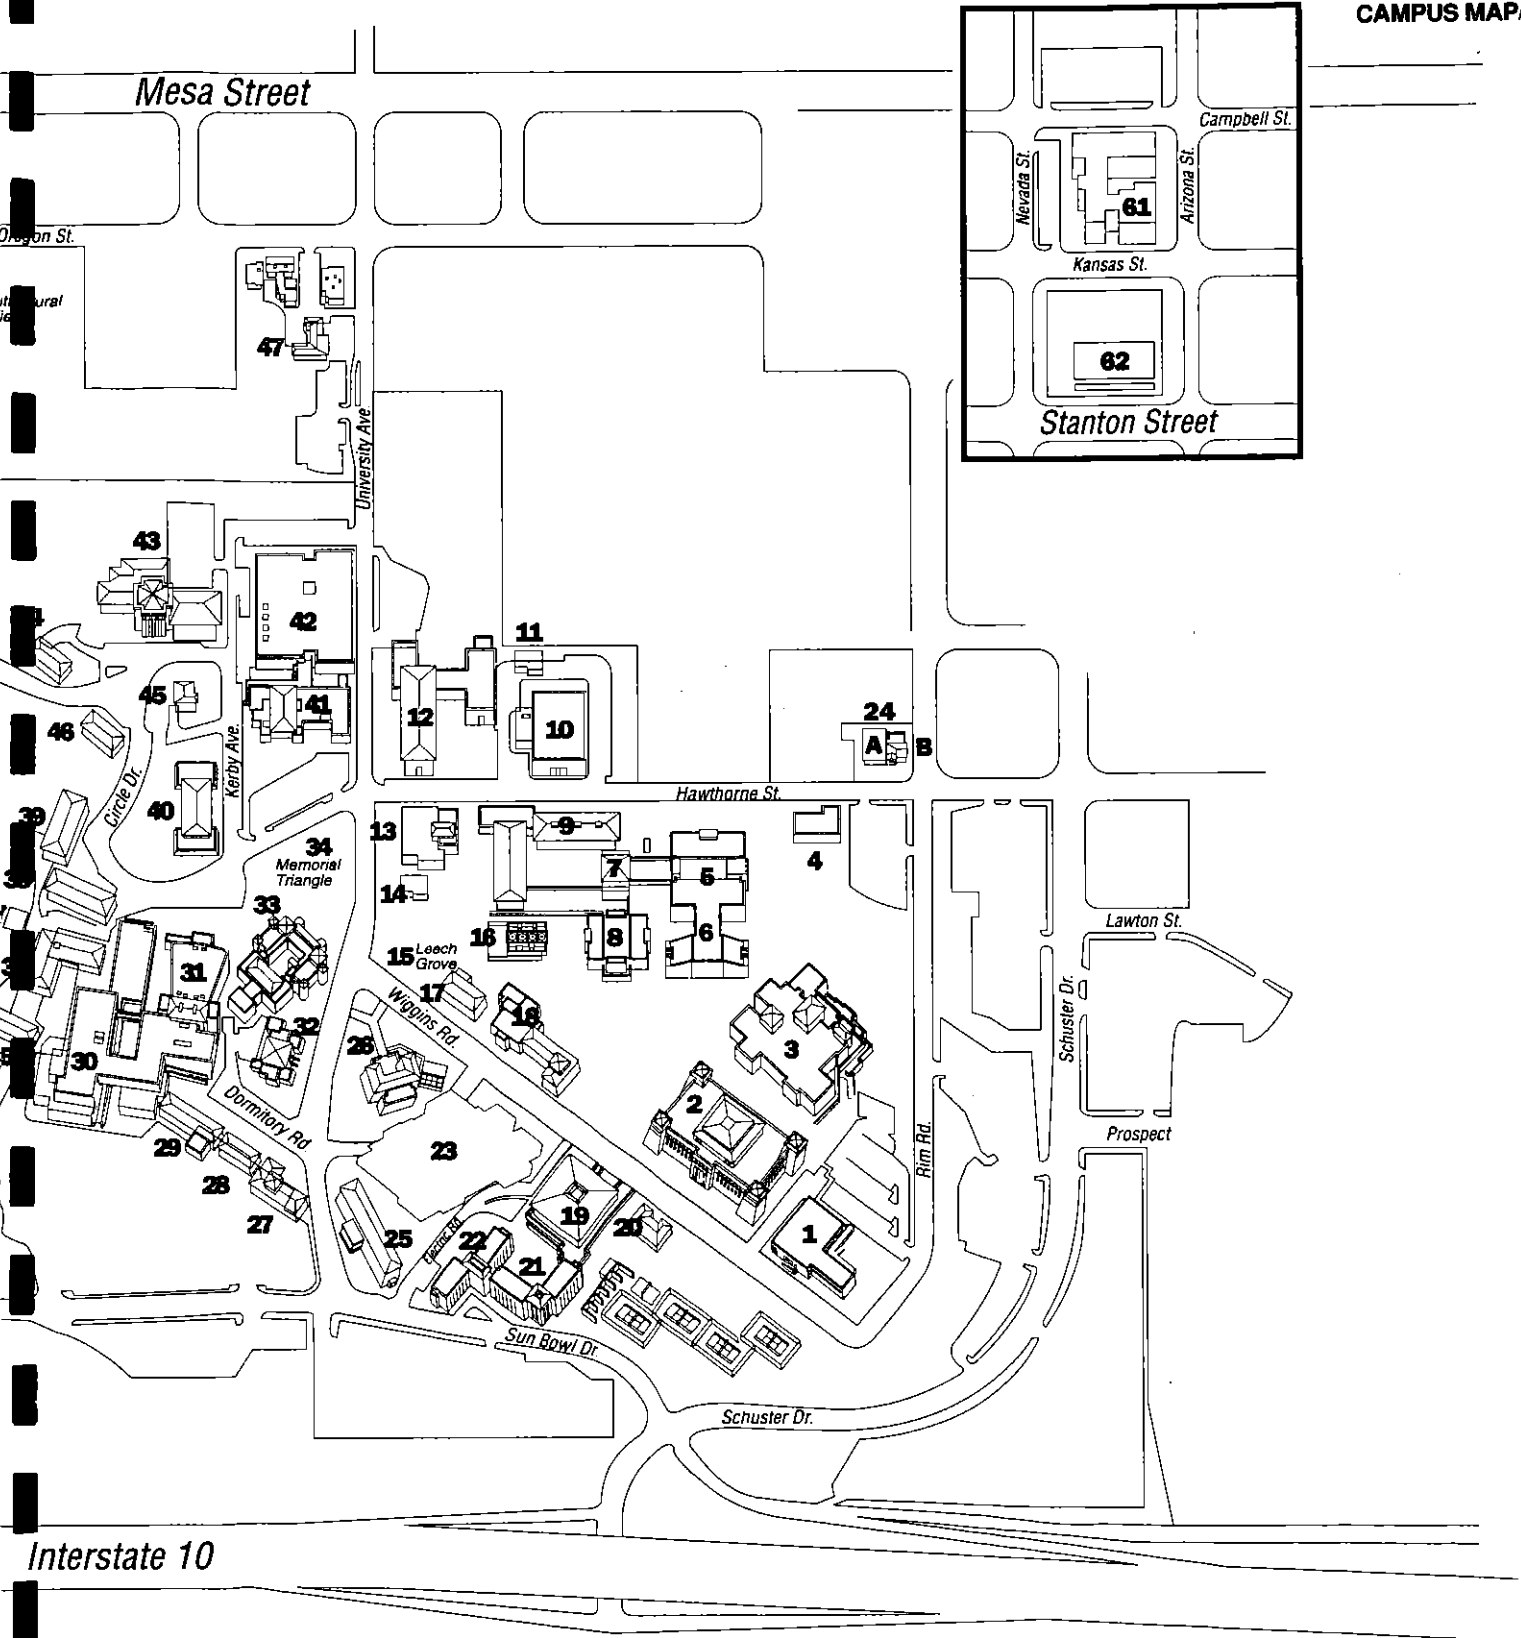 CAMPUS MAP
Mesa Street
Campbell St.
Nevada St.
Arizona St.
61
Kansas St.
62
Stanton Street
47
University Ave.
43
42
11
45
41
12
10
24
A
B
46
Kerby Ave.
Circle Dr.
40
Hawthorne St.
39
34
Memorial
Triangle
13
9
4
7
5
14
33
16
8
6
Lawton St.
15
Leech
Grove
31
17
Wiggins Rd.
18
32
26
3
Schuster Dr.
30
Dormitory Rd
2
Rim Rd.
Prospect
29
23
28
27
19
20
1
25
Electric Rd.
22
21
Sun Bowl Dr.
Schuster Dr.
Interstate 10